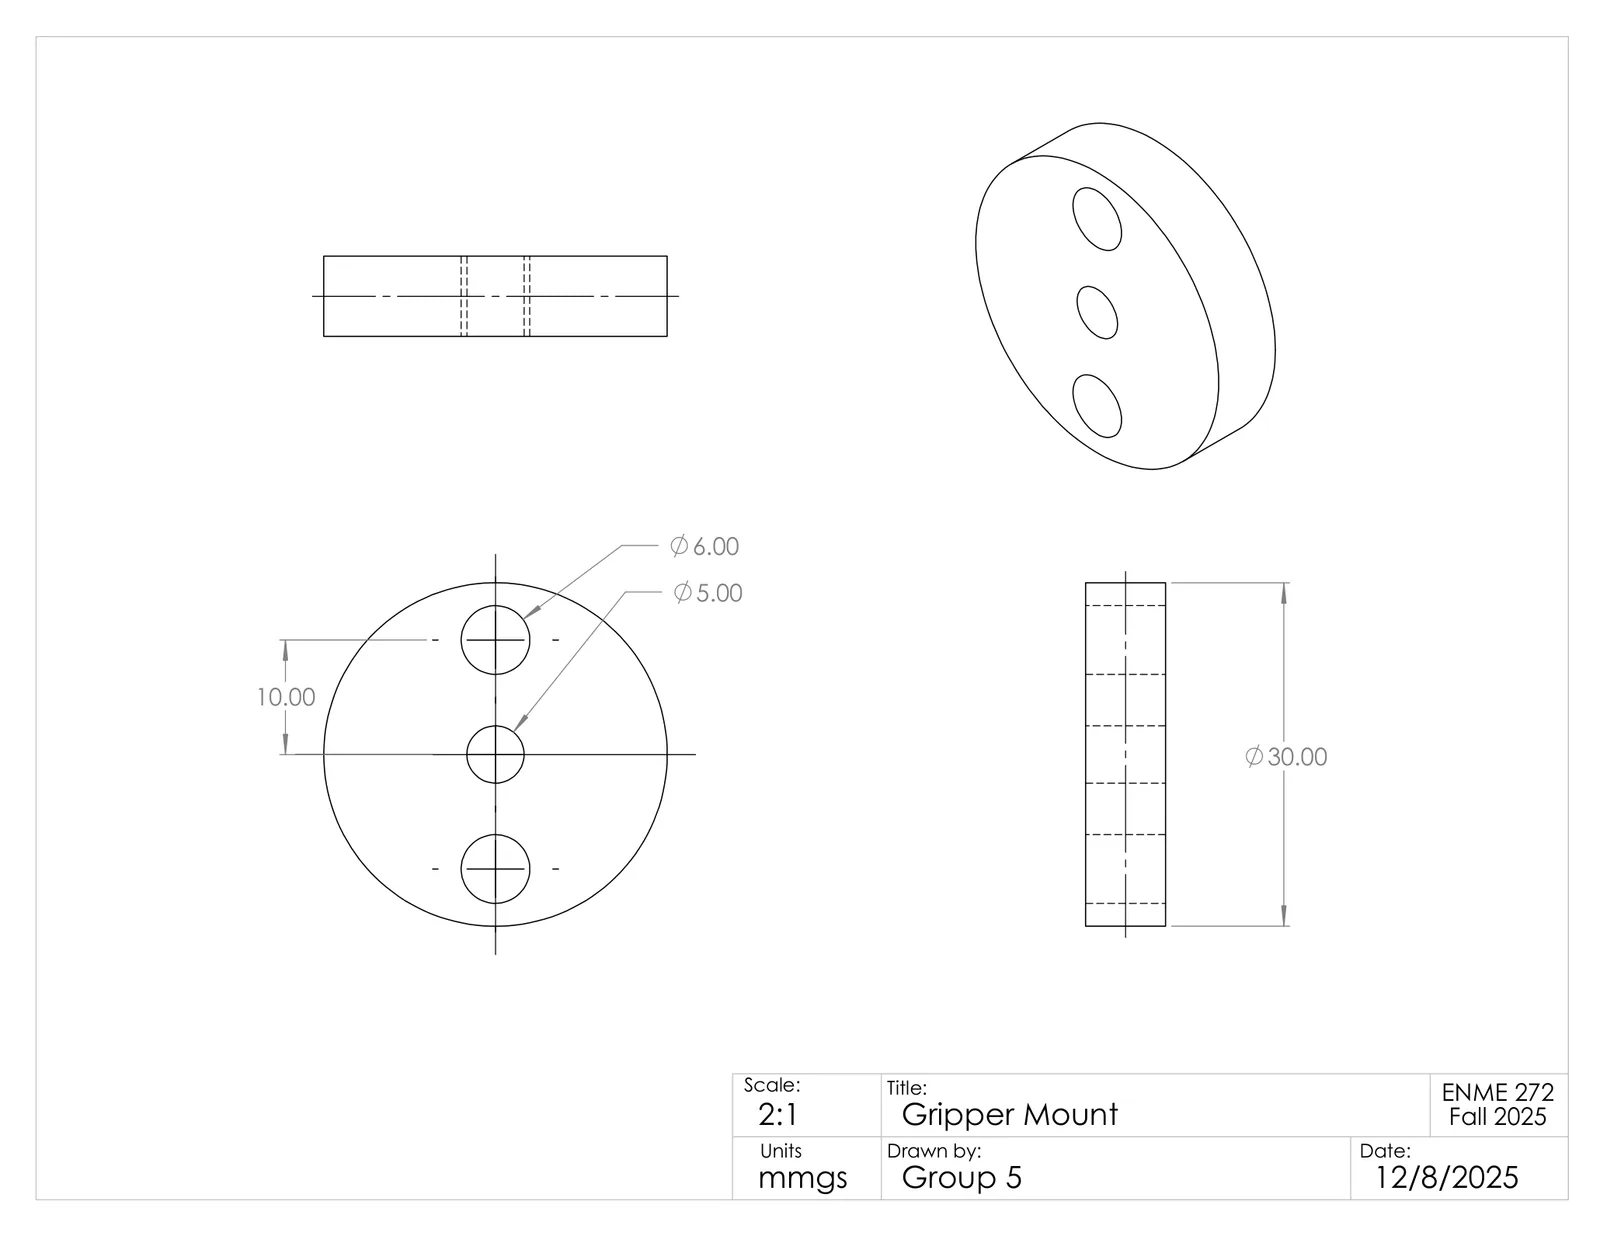 ⌀6.00
⌀5.00
10.00
⌀30.00
Scale:
2:1
Title:
Gripper Mount
ENME 272
Fall 2025
Units
mmgs
Drawn by:
Group 5
Date:
12/8/2025